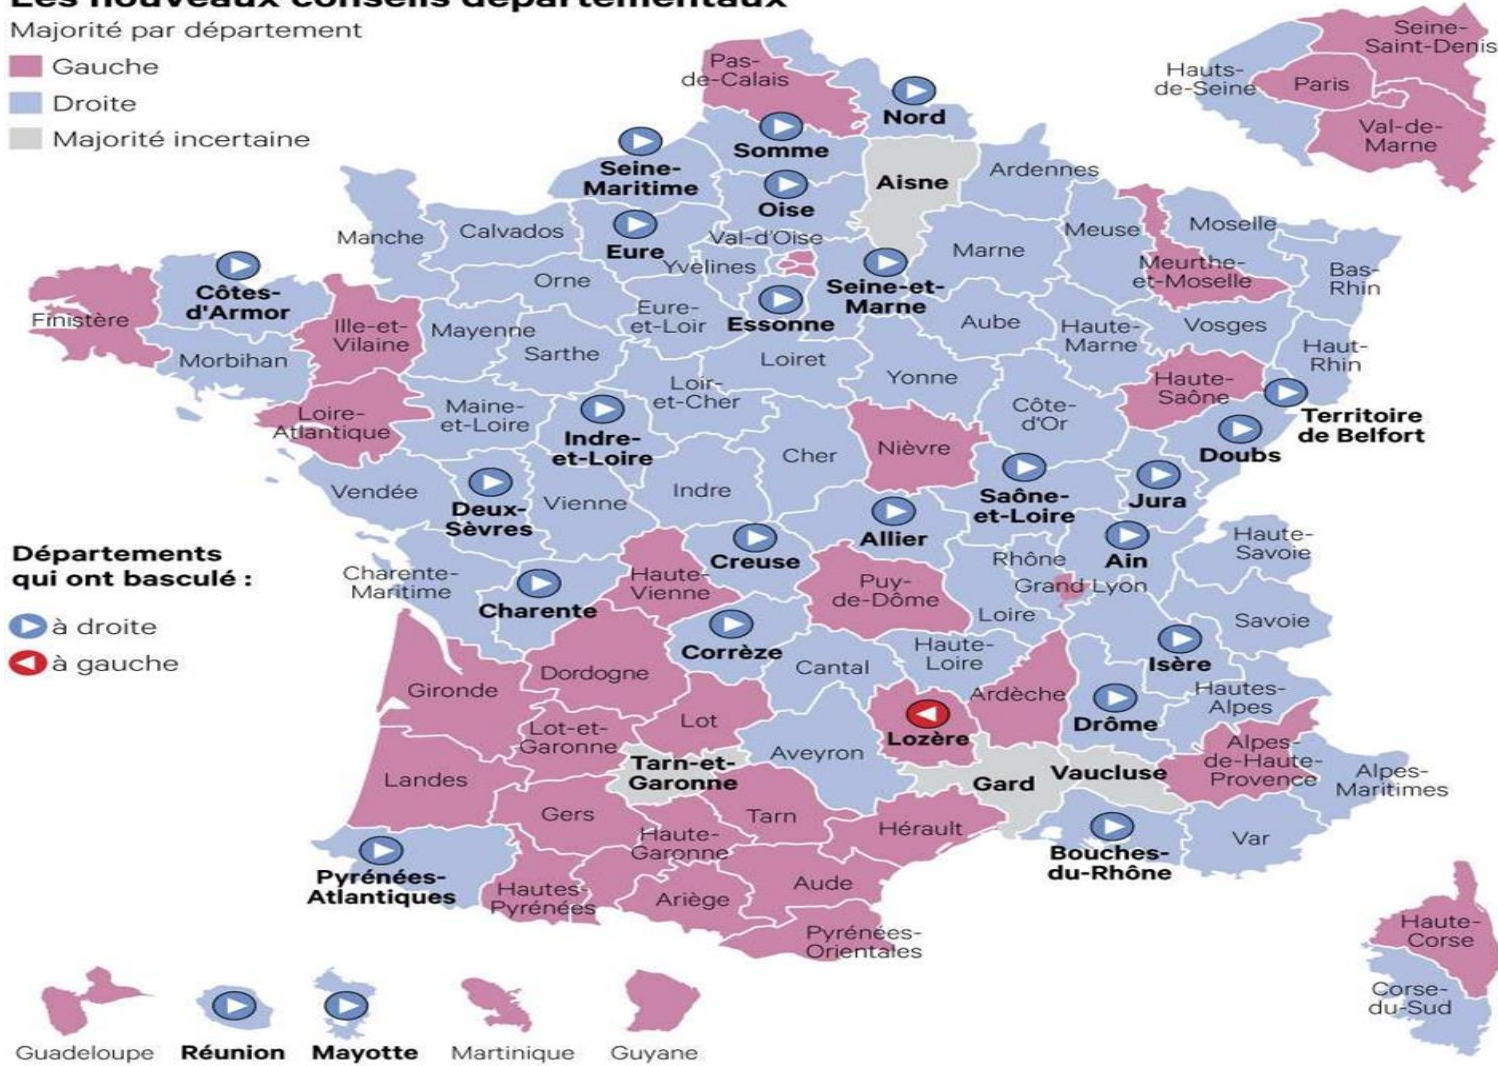 Les nouveaux conseils départementaux
Majorité par département
Gauche
Droite
Majorité incertaine
Seine-
Saint-Denis
Hauts-
de-Seine
Paris
Val-de-
Marne
Pas-
de-Calais
Nord
Somme
Seine-
Maritime
Oise
Aisne
Ardennes
Manche
Calvados
Eure
Val-d'Oise
Yvelines
Marne
Meuse
Moselle
Meurthe-
et-Moselle
Bas-
Rhin
Orne
Seine-et-
Marne
Côtes-
d'Armor
Finistère
Ille-et-
Vilaine
Mayenne
Eure-
et-Loir
Essonne
Aube
Haute-
Marne
Vosges
Haut-
Rhin
Morbihan
Sarthe
Loiret
Yonne
Loir-
et-Cher
Haute-
Saône
Territoire
de Belfort
Loire-
Atlantique
Maine-
et-Loire
Indre-
et-Loire
Côte-
d'Or
Doubs
Cher
Nièvre
Vendée
Deux-
Sèvres
Vienne
Indre
Saône-
et-Loire
Jura
Allier
Ain
Haute-
Savoie
Départements
qui ont basculé :
à droite
à gauche
Charente-
Maritime
Charente
Haute-
Vienne
Creuse
Puy-
de-Dôme
Rhône
Grand Lyon
Loire
Savoie
Corrèze
Isère
Gironde
Dordogne
Cantal
Haute-
Loire
Ardèche
Drôme
Hautes-
Alpes
Lot-et-
Garonne
Lot
Aveyron
Lozère
Landes
Tarn-et-
Garonne
Gard
Vaucluse
Alpes-
de-Haute-
Provence
Alpes-
Maritimes
Gers
Haute-
Garonne
Tarn
Hérault
Bouches-
du-Rhône
Var
Pyrénées-
Atlantiques
Hautes-
Pyrénées
Ariège
Aude
Pyrénées-
Orientales
Haute-
Corse
Corse-
du-Sud
Guadeloupe
Réunion
Mayotte
Martinique
Guyane